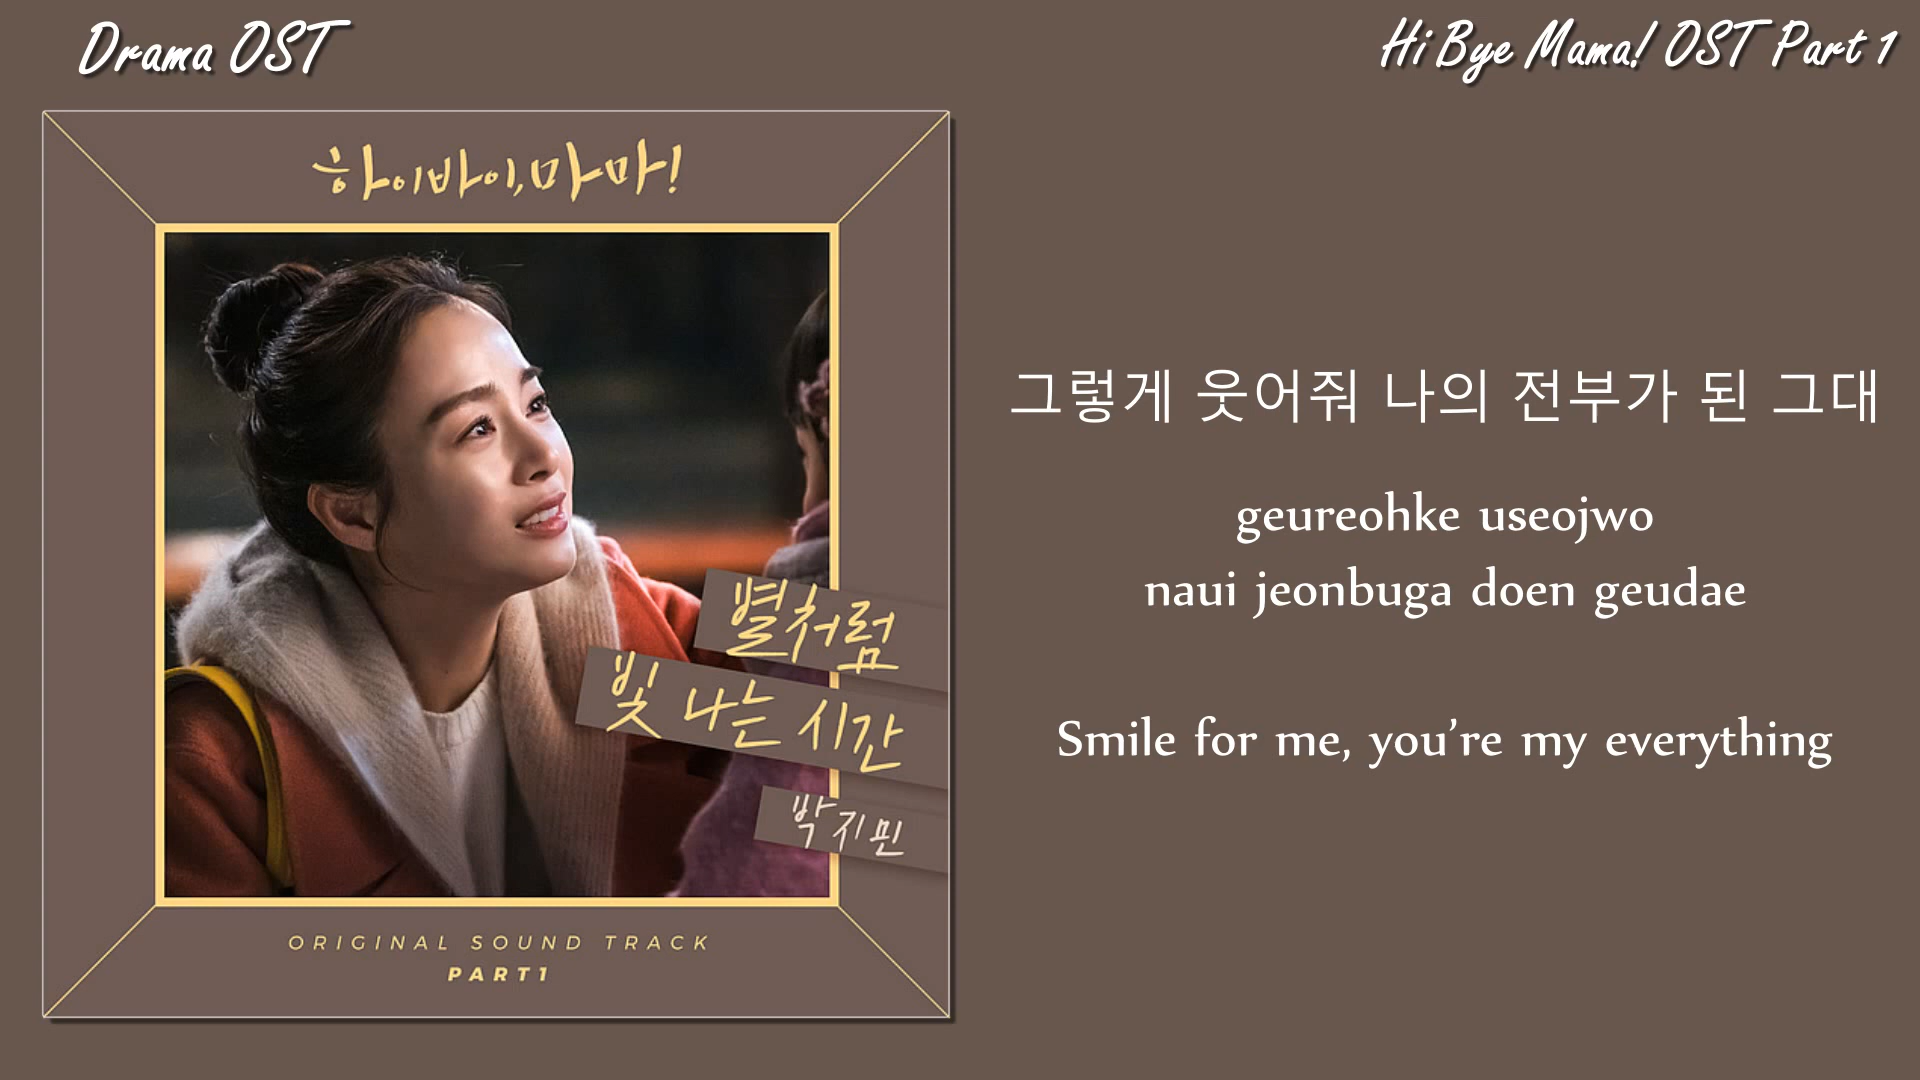 Drama OST
Hi Bye Mama! OST Part 1
하이바이,마마!
별처럼
빛 나는 시간
박지민
ORIGINAL SOUND TRACK
PART1
그렇게 웃어줘 나의 전부가 된 그대
geureohke useojwo
naui jeonbuga doen geudae
Smile for me, you're my everything